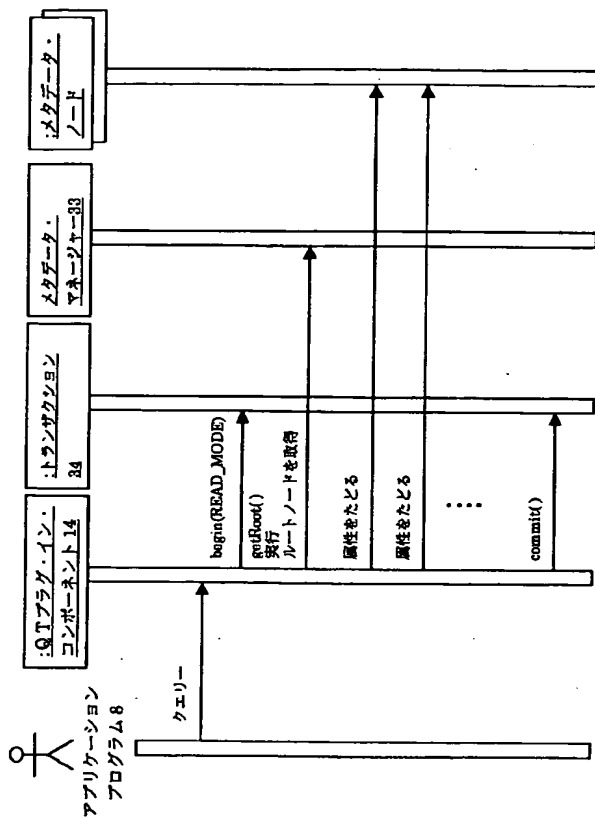 アプリケーション
プログラム8
:QTプラグ・イン・
コンポーネント14
:トランザクション
34
メタデータ・
マネージャー33
:メタデータ・
ノード
クエリー
begin(READ_MODE)
getRoot()
実行
ルートノードを取得
属性をたどる
属性をたどる
・・・・
commit()